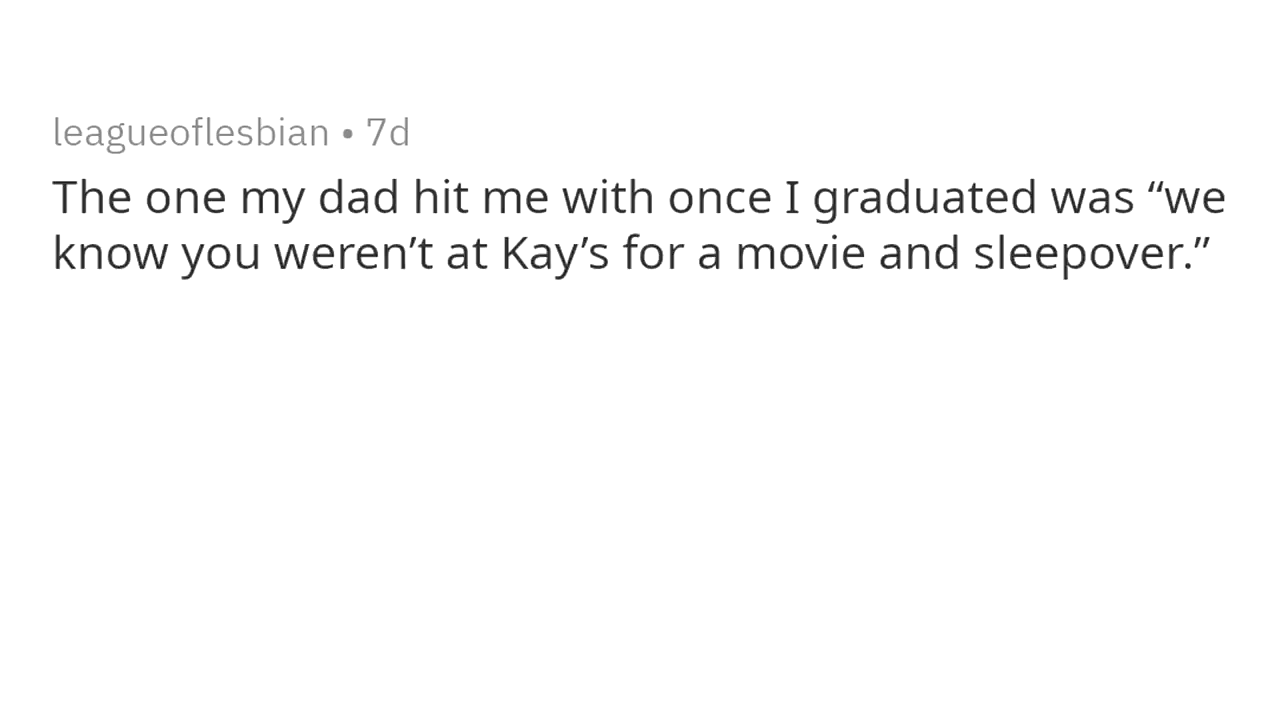 leagueoflesbian • 7d
The one my dad hit me with once I graduated was “we
know you weren’t at Kay’s for a movie and sleepover.”